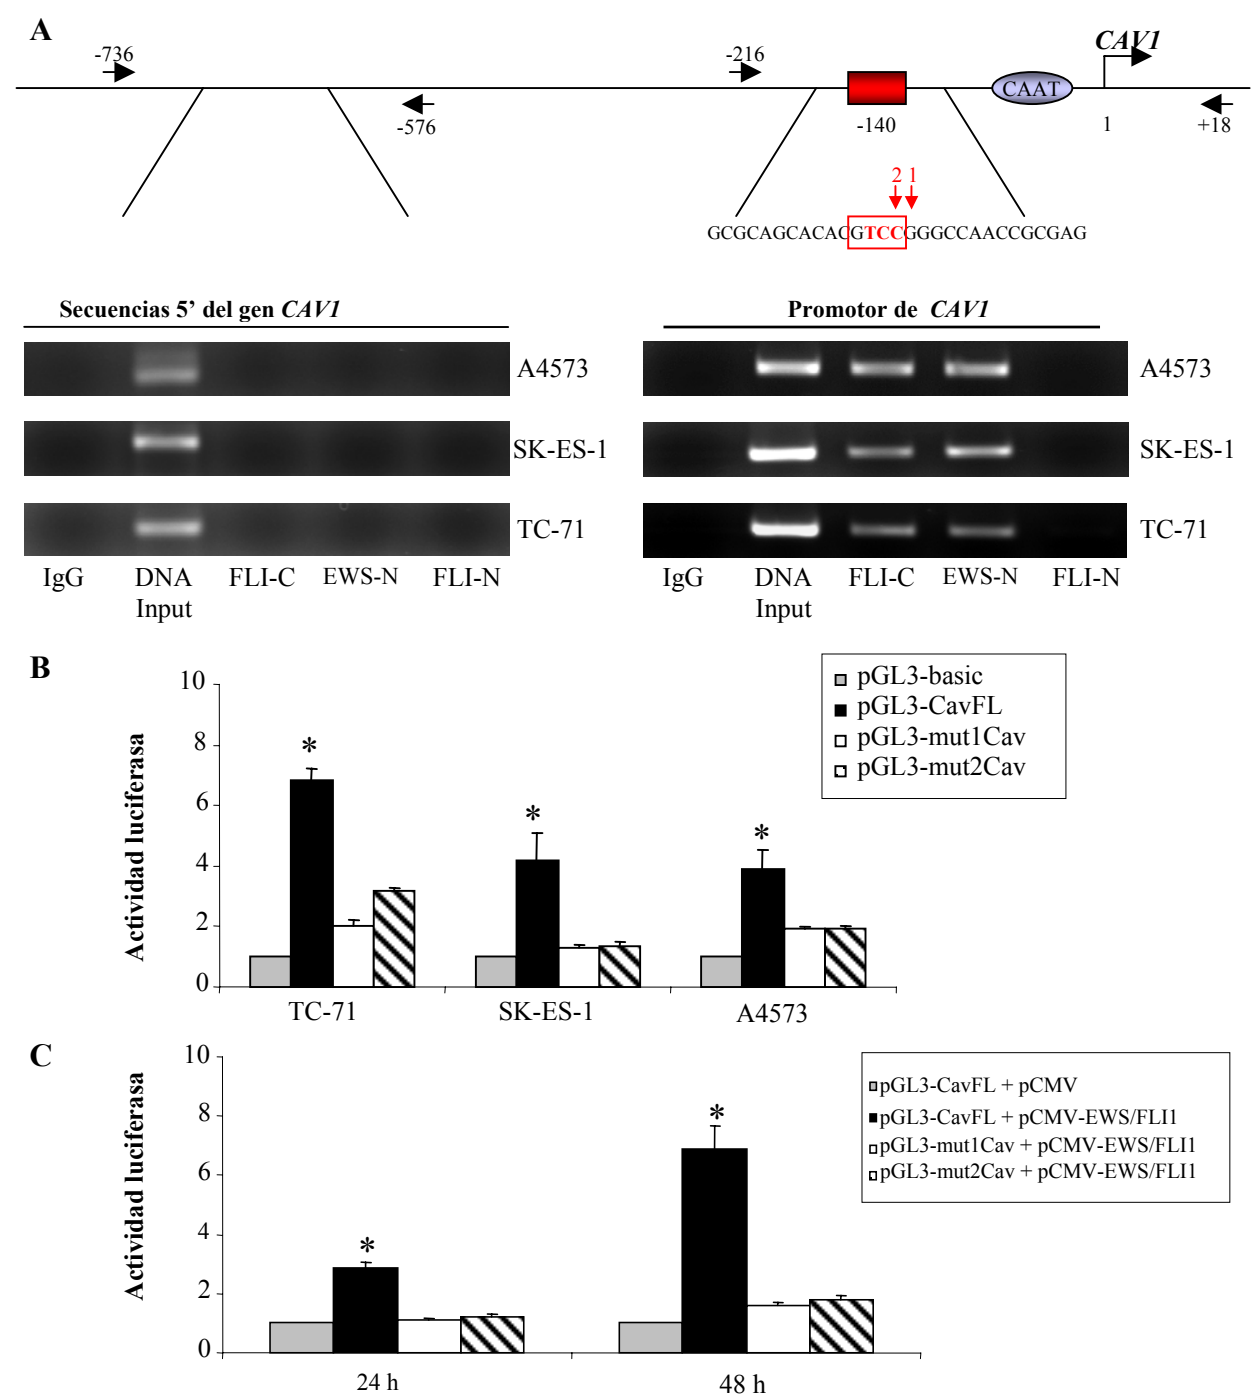 A
CAV1
-736
-216
CAAT
-576
-140
1
+18
2 1
GCGCAGCACACGTCCGGGCCAACCGCGAG
Secuencias 5’ del gen CAV1
A4573
SK-ES-1
TC-71
IgG DNA Input FLI-C EWS-N FLI-N
Promotor de CAV1
A4573
SK-ES-1
TC-71
IgG DNA Input FLI-C EWS-N FLI-N
B
Actividad luciferasa
10
8
6
4
2
0
* * *
TC-71 SK-ES-1 A4573
pGL3-basic
pGL3-CavFL
pGL3-mut1Cav
pGL3-mut2Cav
C
Actividad luciferasa
10
8
6
4
2
0
* *
24 h 48 h
pGL3-CavFL + pCMV
pGL3-CavFL + pCMV-EWS/FLI1
pGL3-mut1Cav + pCMV-EWS/FLI1
pGL3-mut2Cav + pCMV-EWS/FLI1